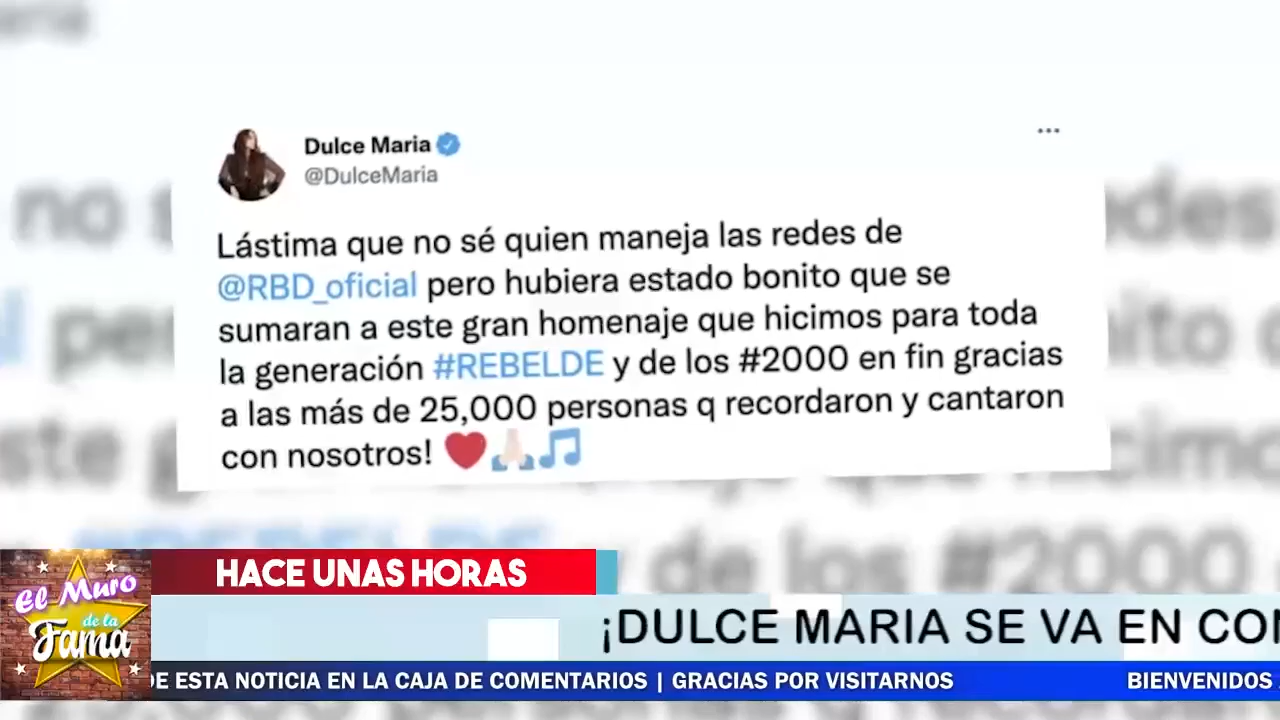 Dulce Maria
@DulceMaria
Lástima que no sé quien maneja las redes de
@RBD_oficial pero hubiera estado bonito que se
sumaran a este gran homenaje que hicimos para toda
la generación #REBELDE y de los #2000 en fin gracias
a las más de 25,000 personas q recordaron y cantaron
con nosotros!
HACE UNAS HORAS
El Muro
de la
Fama
¡DULCE MARIA SE VA EN CON
DE ESTA NOTICIA EN LA CAJA DE COMENTARIOS | GRACIAS POR VISITARNOS
BIENVENIDOS